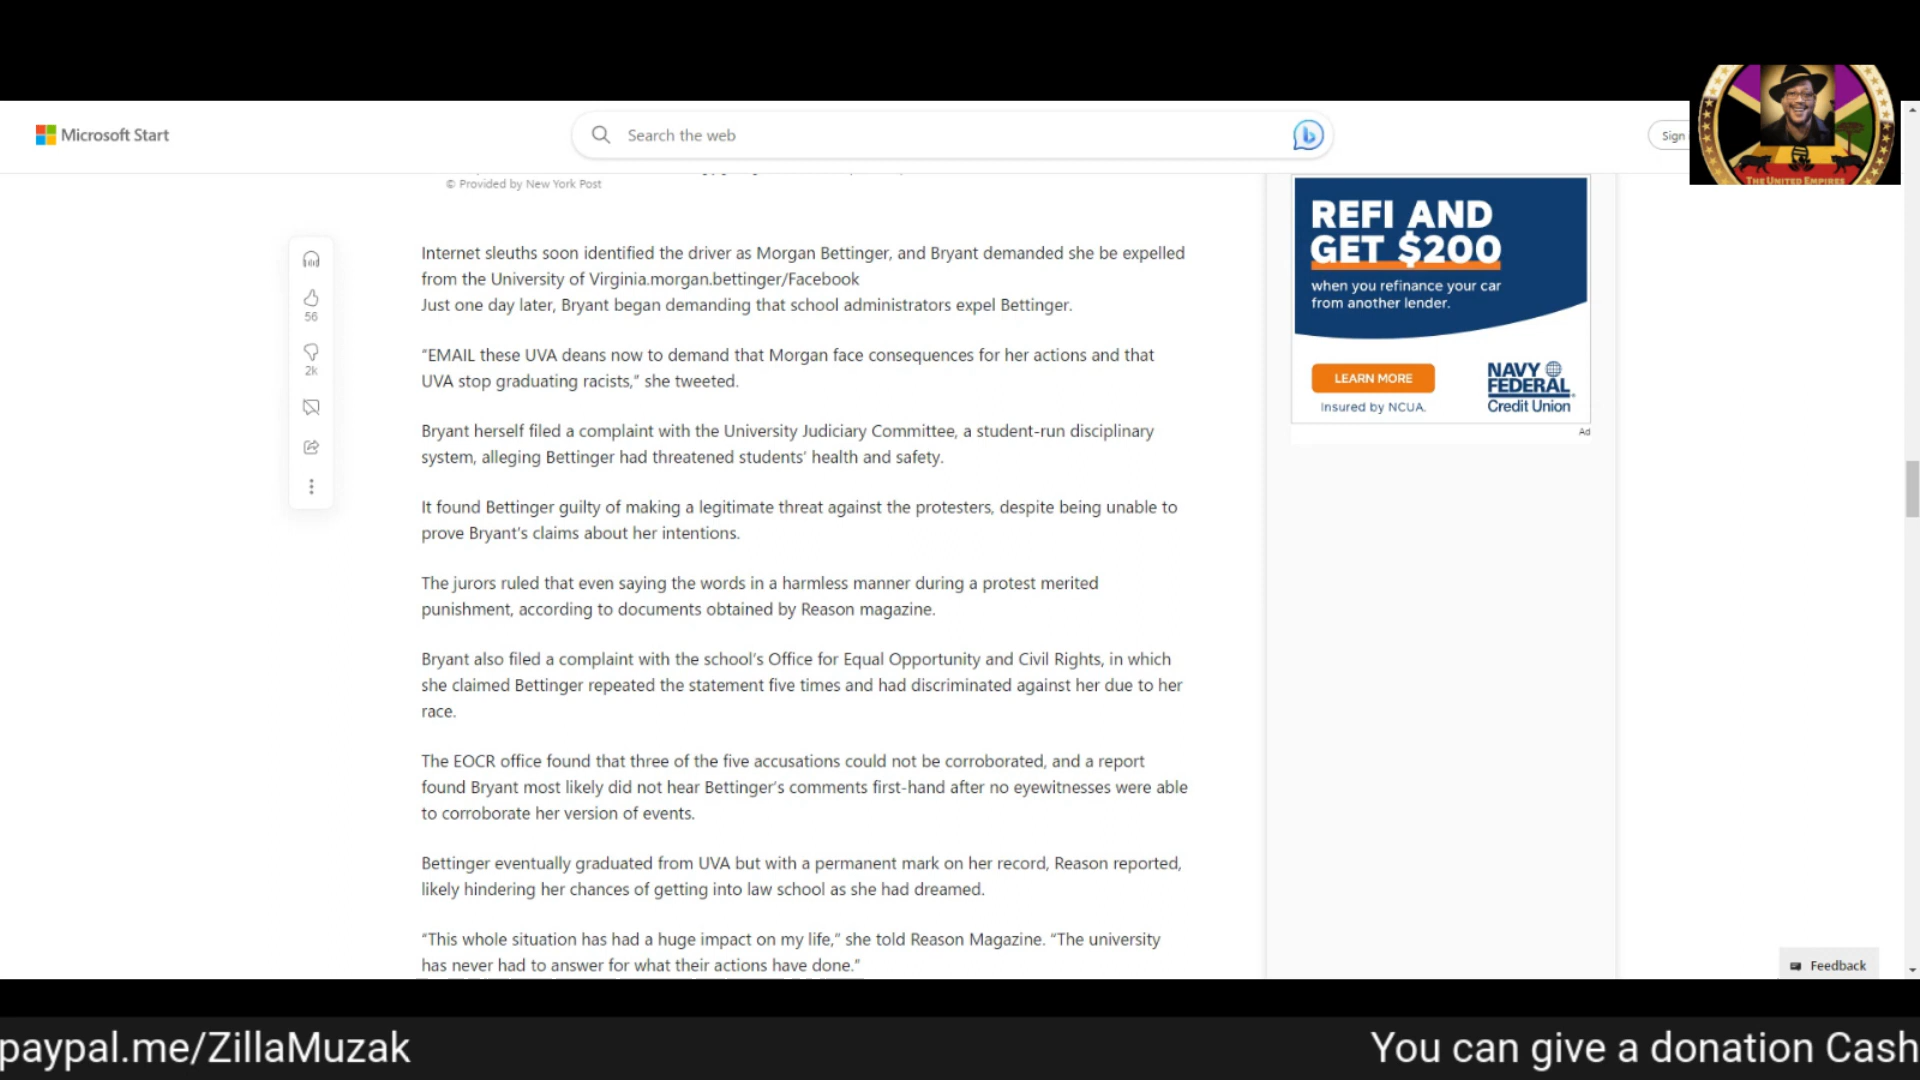 Microsoft Start
Search the web
Sign
THE UNITED EMPIRES
© Provided by New York Post
REFI AND
GET $200
when you refinance your car
from another lender.
LEARN MORE
NAVY
FEDERAL
Credit Union
Insured by NCUA.
Ad
56
2k
Internet sleuths soon identified the driver as Morgan Bettinger, and Bryant demanded she be expelled
from the University of Virginia.morgan.bettinger/Facebook
Just one day later, Bryant began demanding that school administrators expel Bettinger.
“EMAIL these UVA deans now to demand that Morgan face consequences for her actions and that
UVA stop graduating racists,” she tweeted.
Bryant herself filed a complaint with the University Judiciary Committee, a student-run disciplinary
system, alleging Bettinger had threatened students’ health and safety.
It found Bettinger guilty of making a legitimate threat against the protesters, despite being unable to
prove Bryant’s claims about her intentions.
The jurors ruled that even saying the words in a harmless manner during a protest merited
punishment, according to documents obtained by Reason magazine.
Bryant also filed a complaint with the school’s Office for Equal Opportunity and Civil Rights, in which
she claimed Bettinger repeated the statement five times and had discriminated against her due to her
race.
The EOCR office found that three of the five accusations could not be corroborated, and a report
found Bryant most likely did not hear Bettinger’s comments first-hand after no eyewitnesses were able
to corroborate her version of events.
Bettinger eventually graduated from UVA but with a permanent mark on her record, Reason reported,
likely hindering her chances of getting into law school as she had dreamed.
“This whole situation has had a huge impact on my life,” she told Reason Magazine. “The university
has never had to answer for what their actions have done.”
Feedback
paypal.me/ZillaMuzak
You can give a donation Cash